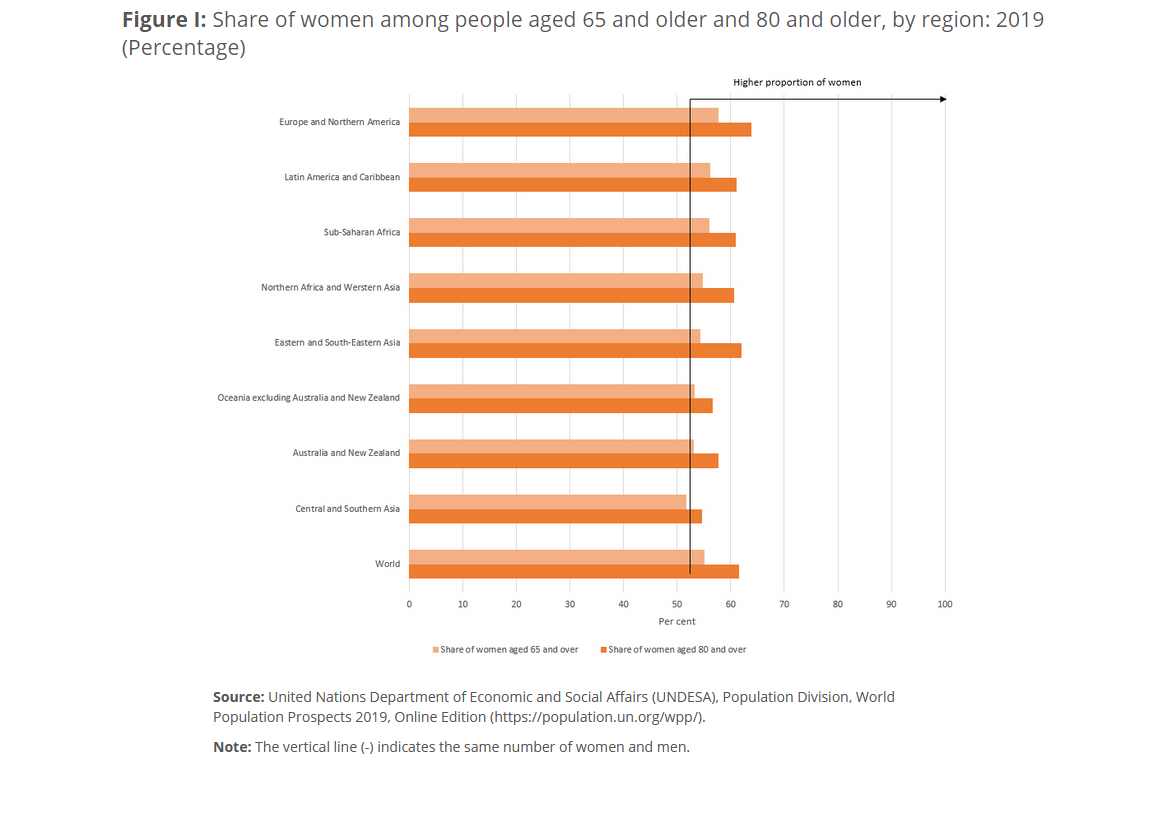 Figure I: Share of women among people aged 65 and older and 80 and older, by region: 2019
(Percentage)
Higher proportion of women
Europe and Northern America
Latin America and Caribbean
Sub-Saharan Africa
Northern Africa and Werstern Asia
Eastern and South-Eastern Asia
Oceania excluding Australia and New Zealand
Australia and New Zealand
Central and Southern Asia
World
0 10 20 30 40 50 60 70 80 90 100
Per cent
Share of women aged 65 and over Share of women aged 80 and over
Source: United Nations Department of Economic and Social Affairs (UNDESA), Population Division, World
Population Prospects 2019, Online Edition (https://population.un.org/wpp/).
Note: The vertical line (-) indicates the same number of women and men.